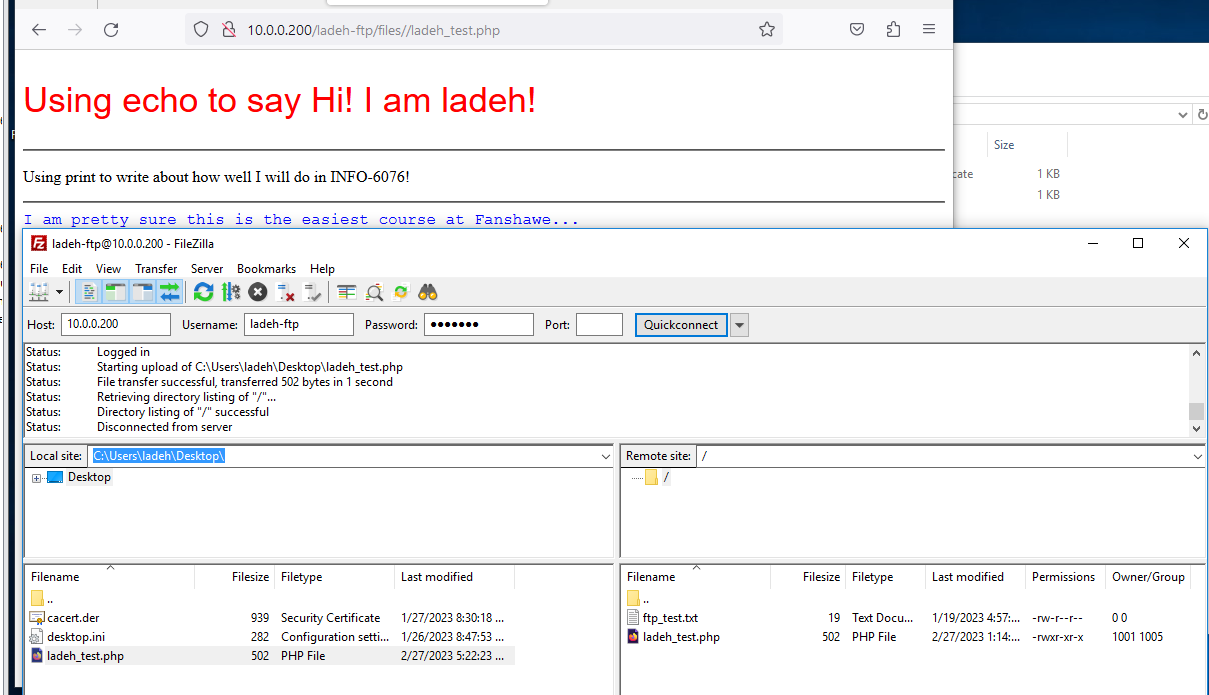 10.0.0.200/ladeh-ftp/files//ladeh_test.php
Using echo to say Hi! I am ladeh!
Size
cate 1 KB
1 KB
Using print to write about how well I will do in INFO-6076!
I am pretty sure this is the easiest course at Fanshawe...
ladeh-ftp@10.0.0.200 - FileZilla
File Edit View Transfer Server Bookmarks Help
Host: 10.0.0.200 Username: ladeh-ftp Password: ●●●●●●● Port: Quickconnect
Status: Logged in
Status: Starting upload of C:\Users\ladeh\Desktop\ladeh_test.php
Status: File transfer successful, transferred 502 bytes in 1 second
Status: Retrieving directory listing of "/"...
Status: Directory listing of "/" successful
Status: Disconnected from server
Local site: C:\Users\ladeh\Desktop\
Desktop
Remote site: /
/
Filename Filesize Filetype Last modified
..
cacert.der 939 Security Certificate 1/27/2023 8:30:18 ...
desktop.ini 282 Configuration setti... 1/26/2023 8:47:53 ...
ladeh_test.php 502 PHP File 2/27/2023 5:22:23 ...
Filename Filesize Filetype Last modified Permissions Owner/Group
..
ftp_test.txt 19 Text Docu... 1/19/2023 4:57:... -rw-r--r-- 0 0
ladeh_test.php 502 PHP File 2/27/2023 1:14:... -rwxr-xr-x 1001 1005